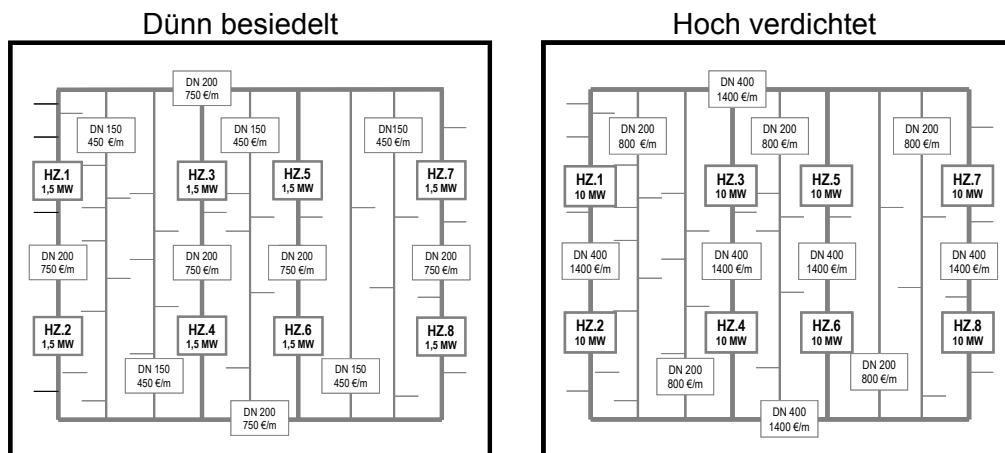 Dünn besiedelt
DN 200
750 €/m
DN 150
450 €/m
DN 150
450 €/m
DN150
450 €/m
HZ.1
1,5 MW
HZ.3
1,5 MW
HZ.5
1,5 MW
HZ.7
1,5 MW
DN 200
750 €/m
DN 200
750 €/m
DN 200
750 €/m
DN 200
750 €/m
HZ.2
1,5 MW
HZ.4
1,5 MW
HZ.6
1,5 MW
HZ.8
1,5 MW
DN 150
450 €/m
DN 150
450 €/m
DN 200
750 €/m
Hoch verdichtet
DN 400
1400 €/m
DN 200
800 €/m
DN 200
800 €/m
DN 200
800 €/m
HZ.1
10 MW
HZ.3
10 MW
HZ.5
10 MW
HZ.7
10 MW
DN 400
1400 €/m
DN 400
1400 €/m
DN 400
1400 €/m
DN 400
1400 €/m
HZ.2
10 MW
HZ.4
10 MW
HZ.6
10 MW
HZ.8
10 MW
DN 200
800 €/m
DN 200
800 €/m
DN 400
1400 €/m